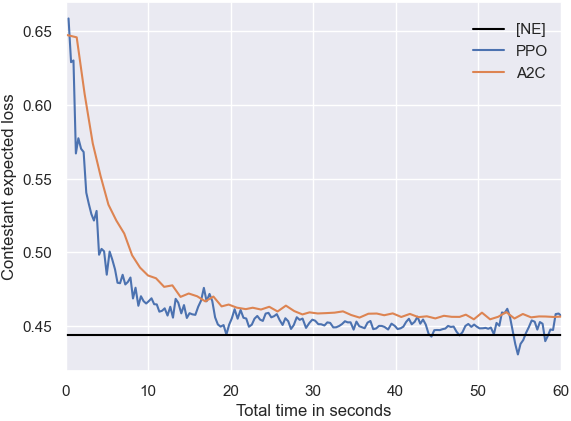 Contestant expected loss
0.65
0.60
0.55
0.50
0.45
[NE]
PPO
A2C
0 10 20 30 40 50 60
Total time in seconds